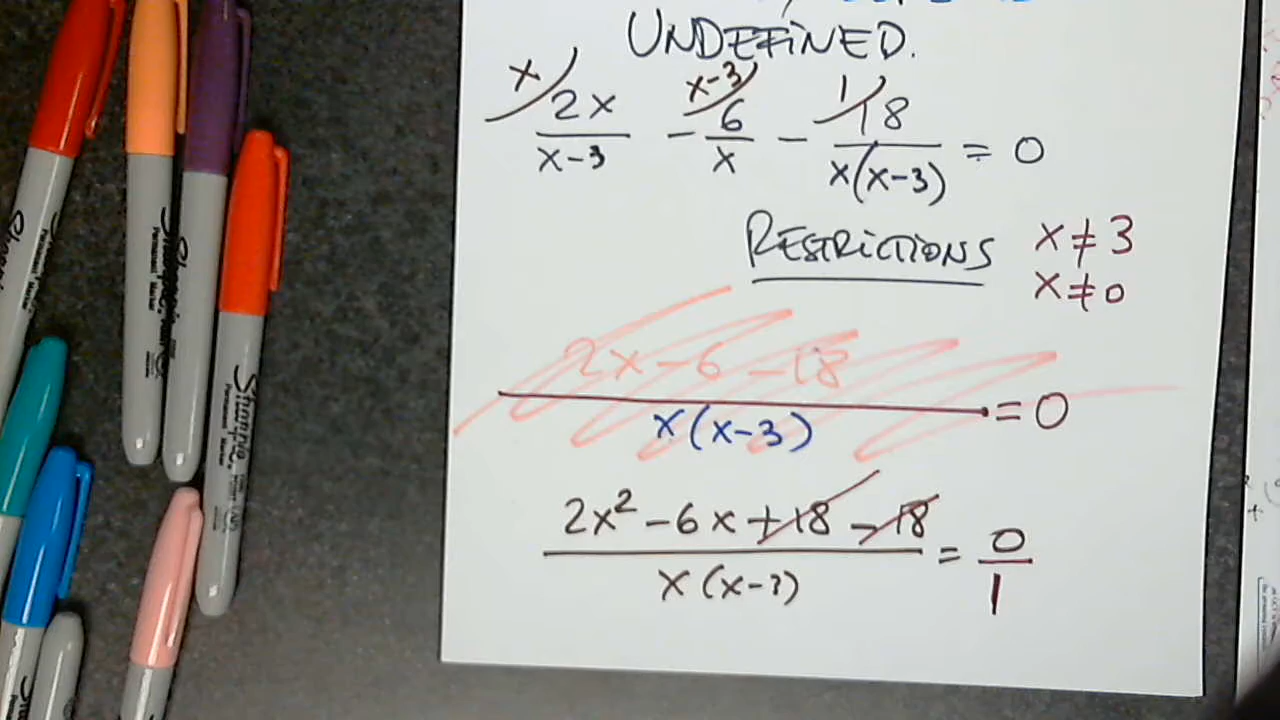 UNDEFINED.
x/ 2x/(x-3) - x-3/ 6/x - 1/ 18/(x(x-3)) = 0
RESTRICTIONS x≠3
x≠0
(2x-6-18)/(x(x-3)) = 0
(2x²-6x+18-18)/(x(x-3)) = 0/1
Sharpie